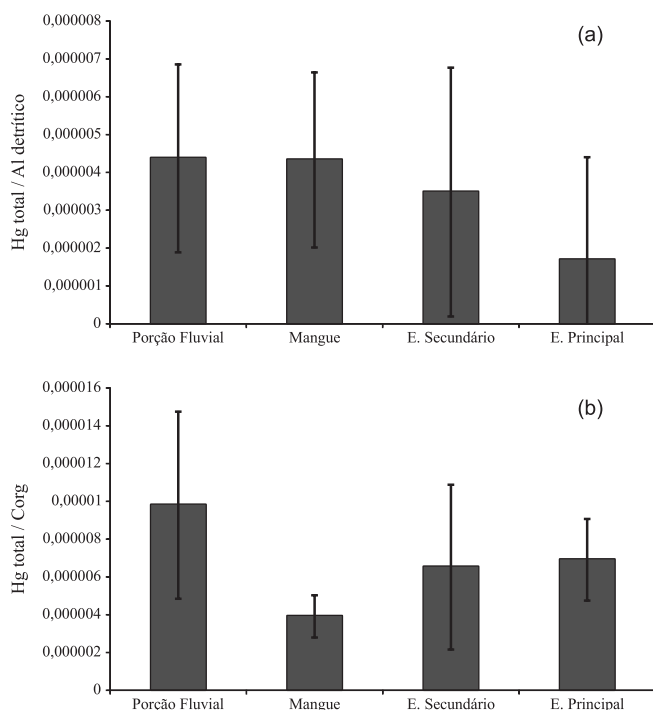 (a)
Hg total / Al detrítico
0,000008
0,000007
0,000006
0,000005
0,000004
0,000003
0,000002
0,000001
0
Porção Fluvial
Mangue
E. Secundário
E. Principal
(b)
Hg total / Corg
0,000016
0,000014
0,000012
0,00001
0,000008
0,000006
0,000004
0,000002
0
Porção Fluvial
Mangue
E. Secundário
E. Principal